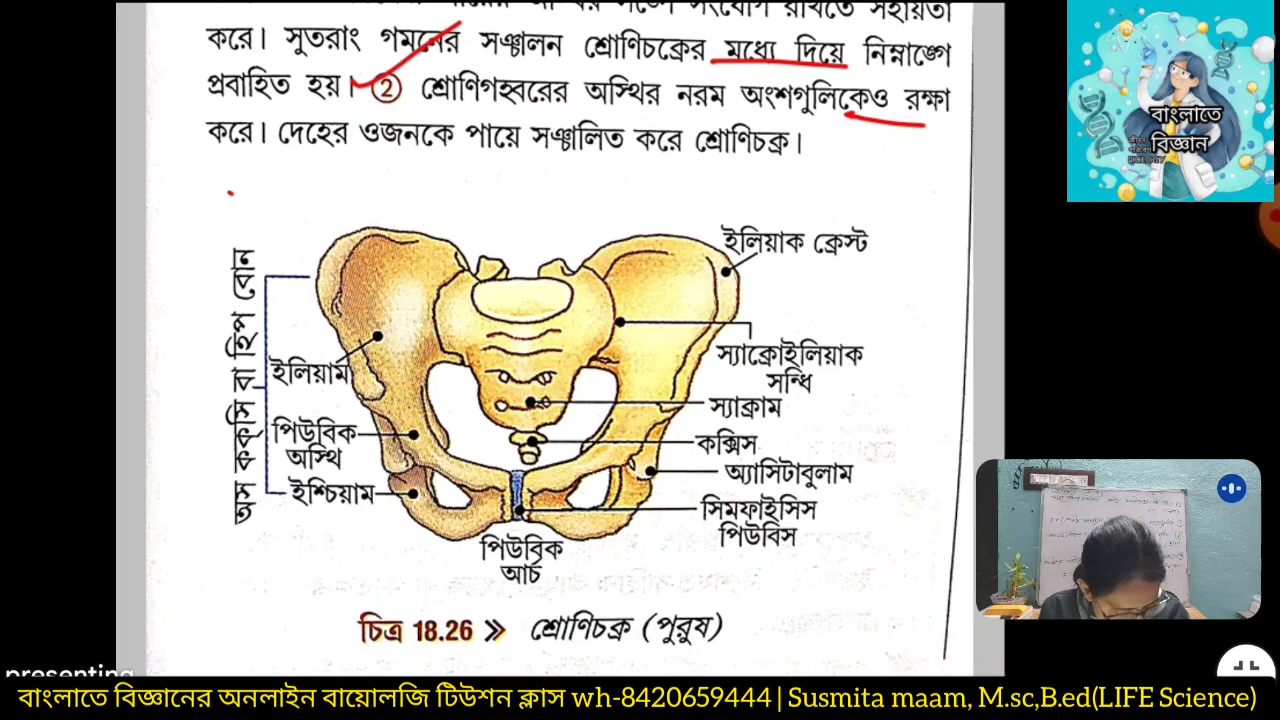 সংযোগ রাখতে সহায়তা
করে। সুতরাং গমনের সঞ্চালন শ্রোণিচক্রের মধ্যে দিয়ে নিম্নাঙ্গে
প্রবাহিত হয়। ② শ্রোণিগহ্বরের অস্থির নরম অংশগুলিকেও রক্ষা
করে। দেহের ওজনকে পায়ে সঞ্চালিত করে শ্রোণিচক্র।
বাংলাতে
বিজ্ঞান
ইলিয়াক ক্রেস্ট
অস কক্সি বা হিপ বোন
ইলিয়াম
স্যাক্রোইলিয়াক
সন্ধি
স্যাক্রাম
পিউবিক
অস্থি
কক্সিস
অ্যাসিটাবুলাম
ইশ্চিয়াম
সিমফাইসিস
পিউবিস
পিউবিক
আর্চ
চিত্র 18.26 » শ্রোণিচক্র (পুরুষ)
presenting
বাংলাতে বিজ্ঞানের অনলাইন বায়োলজি টিউশন ক্লাস wh-8420659444 | Susmita maam, M.sc,B.ed(LIFE Science)